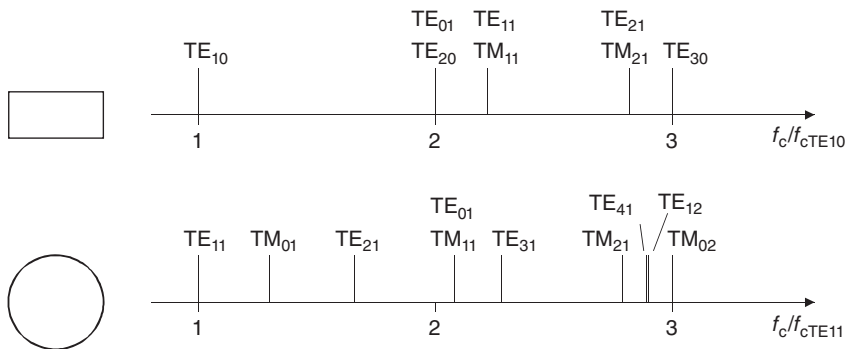 TE01 TE11 TE21
TE10 TE20 TM11 TM21 TE30
1 2 3 fc/fcTE10
TE01 TE41 TE12
TE11 TM01 TE21 TM11 TE31 TM21 TM02
1 2 3 fc/fcTE11